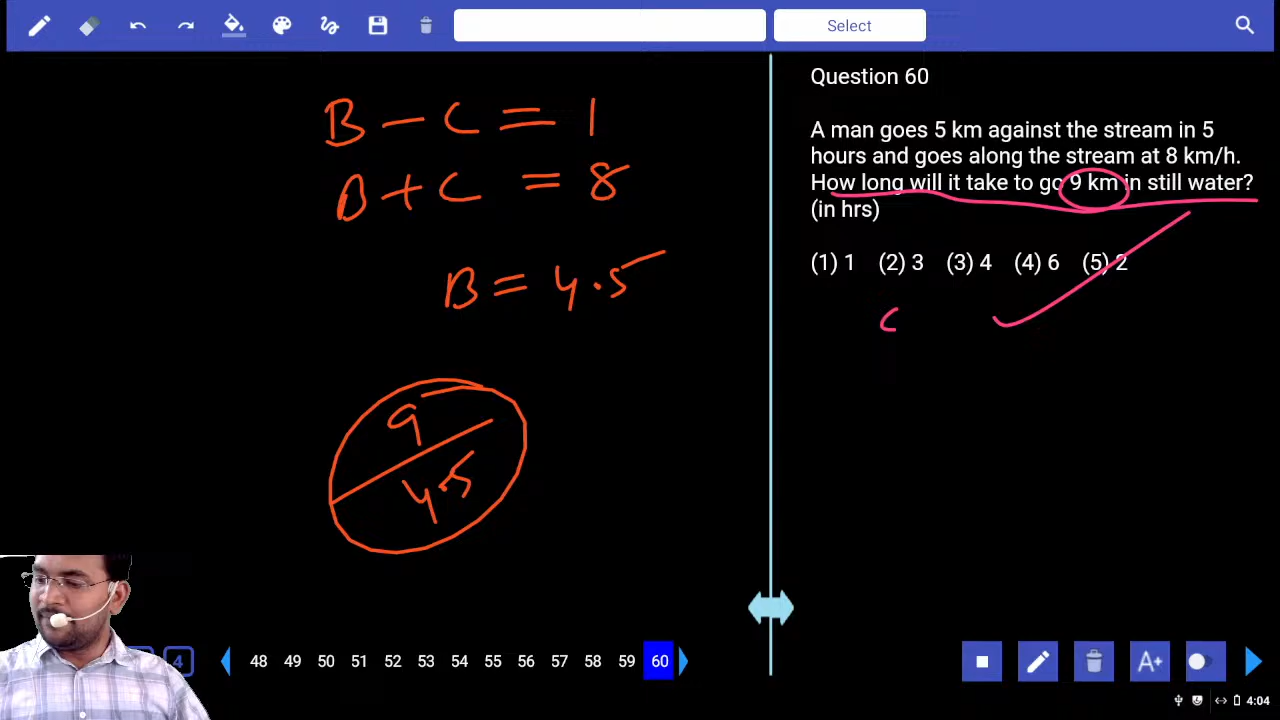 Select
B – C = 1
B + C = 8
B = 4.5
9
4.5
Question 60
A man goes 5 km against the stream in 5
hours and goes along the stream at 8 km/h.
How long will it take to go 9 km in still water?
(in hrs)
(1) 1 (2) 3 (3) 4 (4) 6 (5) 2
4 48 49 50 51 52 53 54 55 56 57 58 59 60
A+
4:04